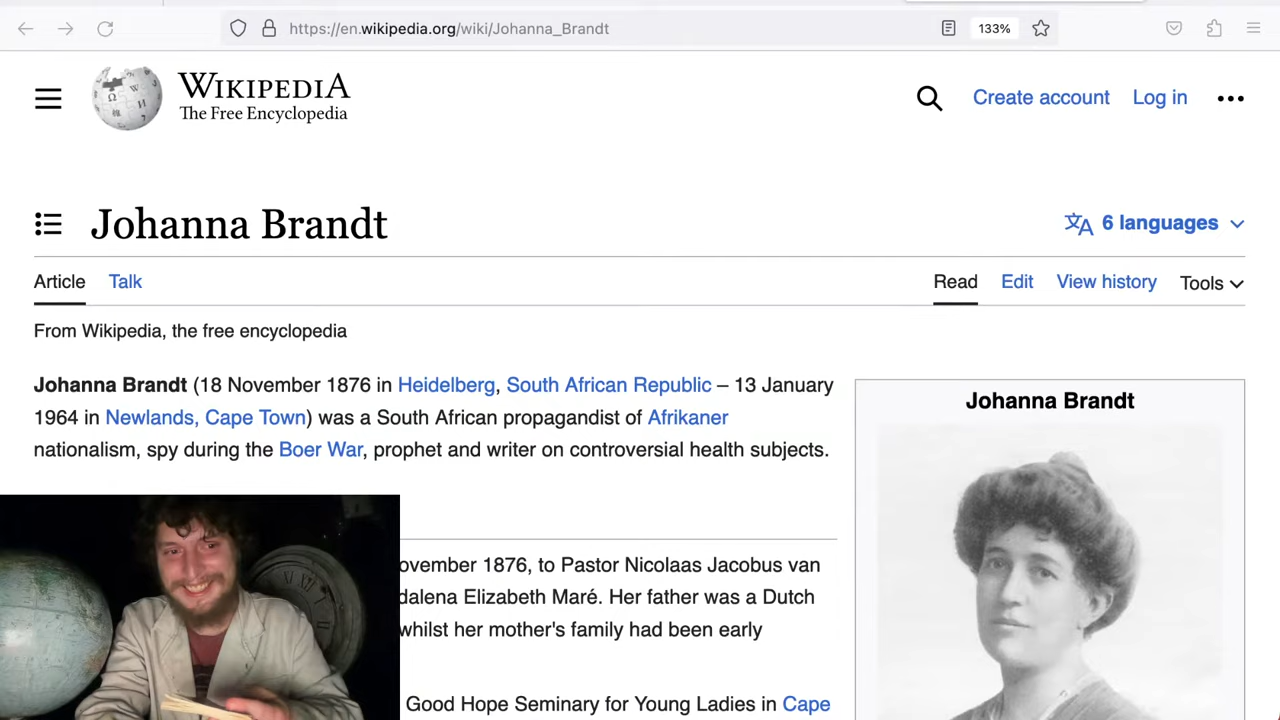 https://en.wikipedia.org/wiki/Johanna_Brandt
133%
WIKIPEDIA
The Free Encyclopedia
Create account
Log in
Johanna Brandt
6 languages
Article
Talk
Read
Edit
View history
Tools
From Wikipedia, the free encyclopedia
Johanna Brandt (18 November 1876 in Heidelberg, South African Republic – 13 January
1964 in Newlands, Cape Town) was a South African propagandist of Afrikaner
nationalism, spy during the Boer War, prophet and writer on controversial health subjects.
Johanna Brandt
ovember 1876, to Pastor Nicolaas Jacobus van
dalena Elizabeth Maré. Her father was a Dutch
whilst her mother's family had been early
Good Hope Seminary for Young Ladies in Cape